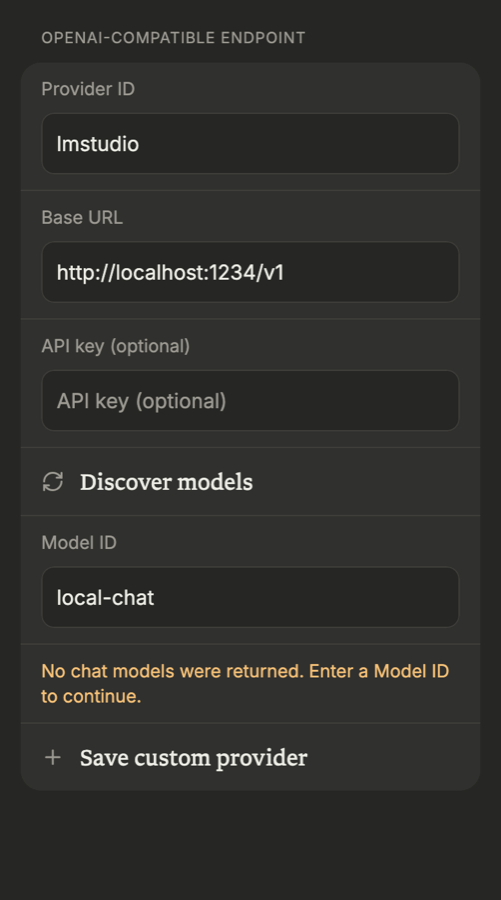 OPENAI-COMPATIBLE ENDPOINT
Provider ID
lmstudio
Base URL
http://localhost:1234/v1
API key (optional)
API key (optional)
Discover models
Model ID
local-chat
No chat models were returned. Enter a Model ID
to continue.
Save custom provider